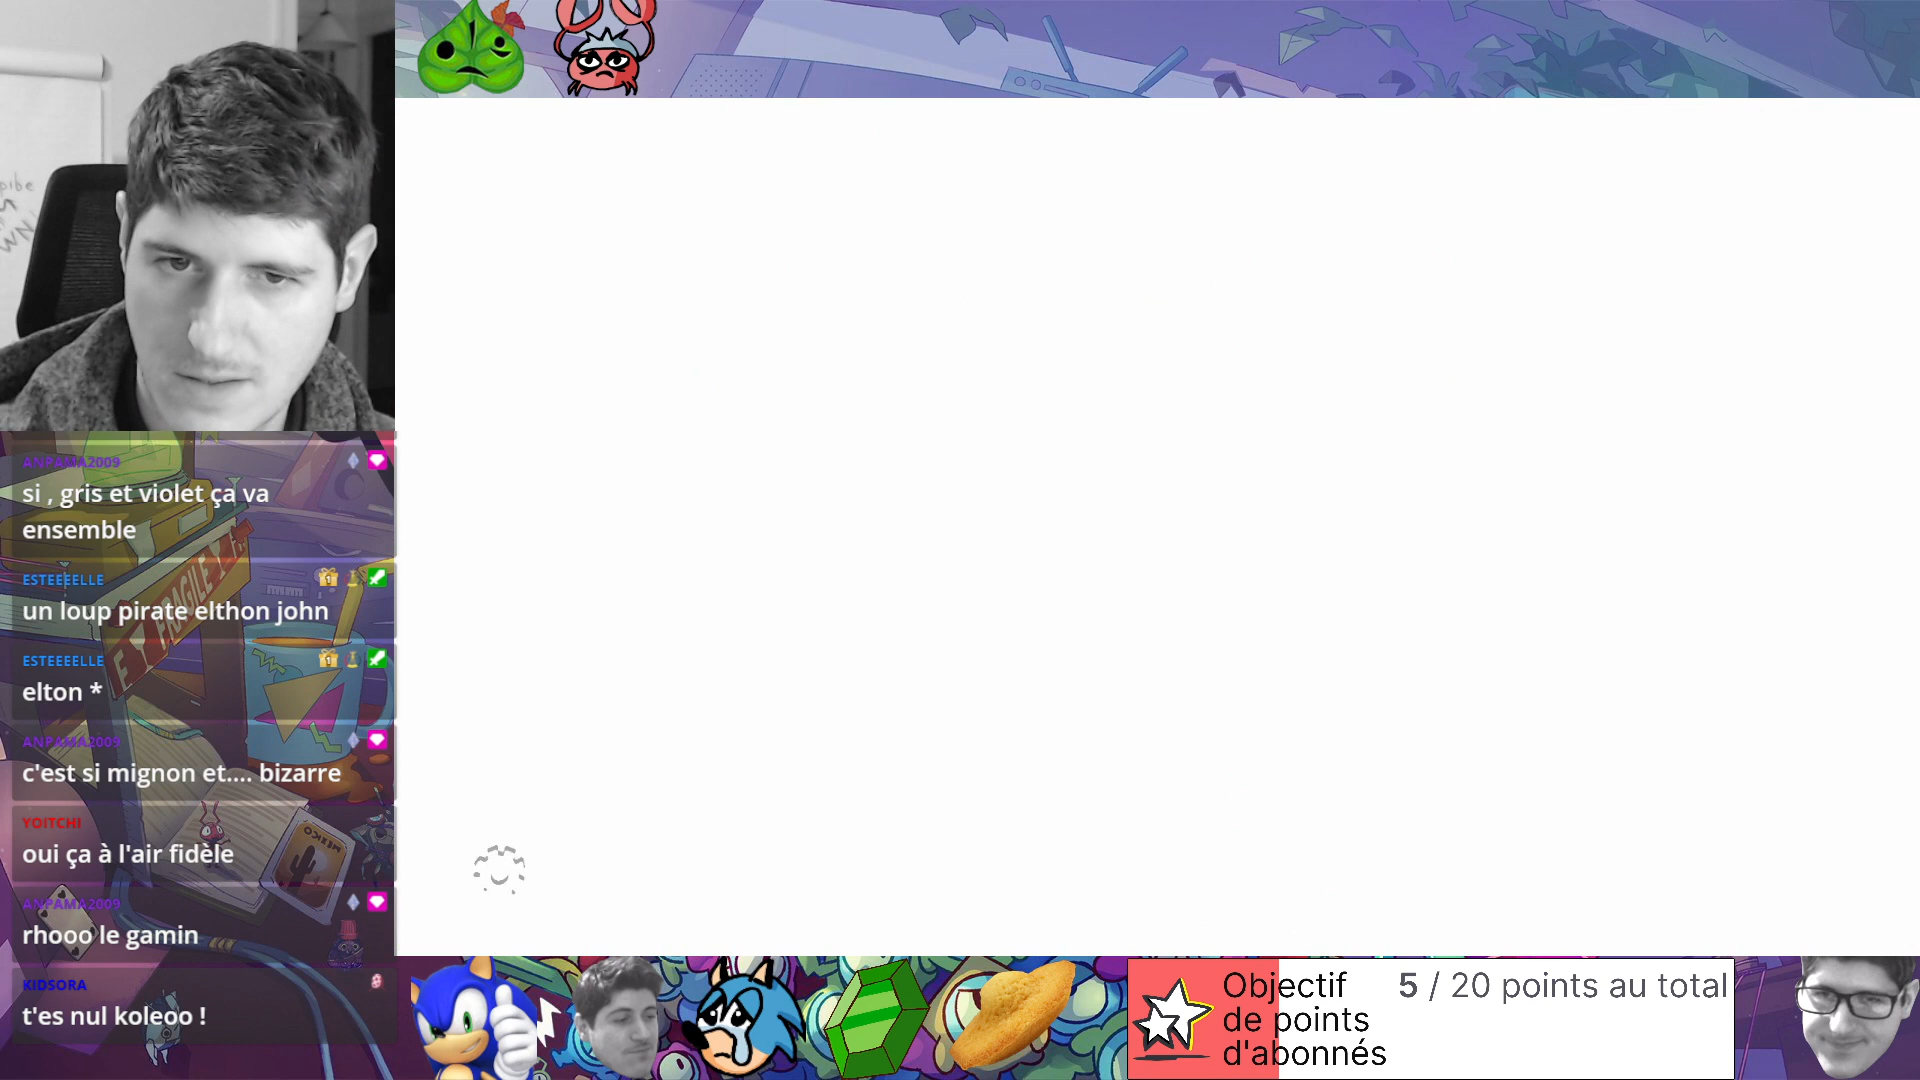 ANPAMA2009
si , gris et violet ça va
ensemble
ESTEEEELLE
un loup pirate elthon john
ESTEEEELLE
elton *
ANPAMA2009
c'est si mignon et.... bizarre
YOITCHI
oui ça à l'air fidèle
ANPAMA2009
rhooo le gamin
KIDSORA
t'es nul koleoo !
FRAGILE
Objectif
de points
d'abonnés
5 / 20 points au total